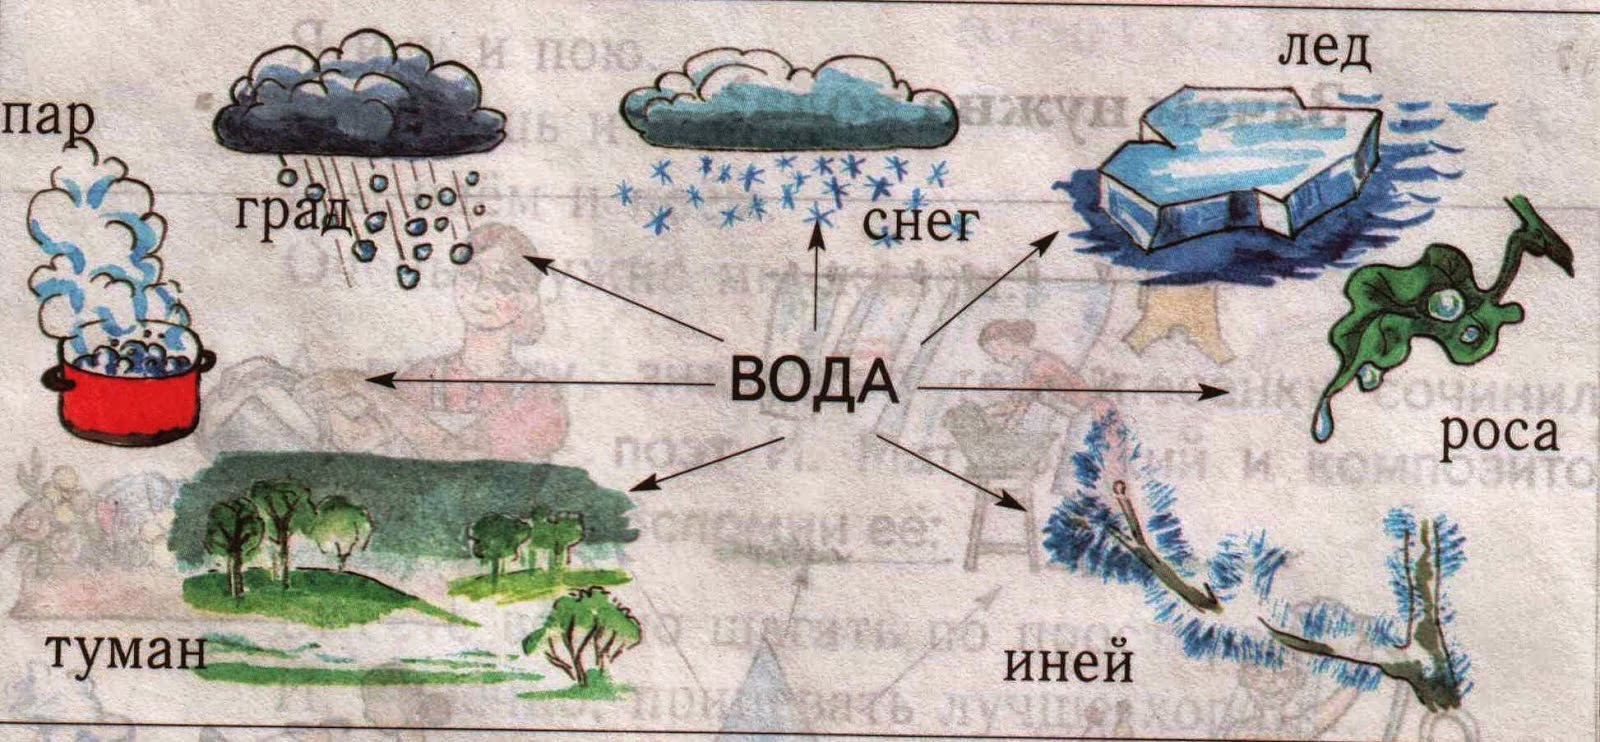 лед
пар
град
снег
ВОДА
роса
туман
иней